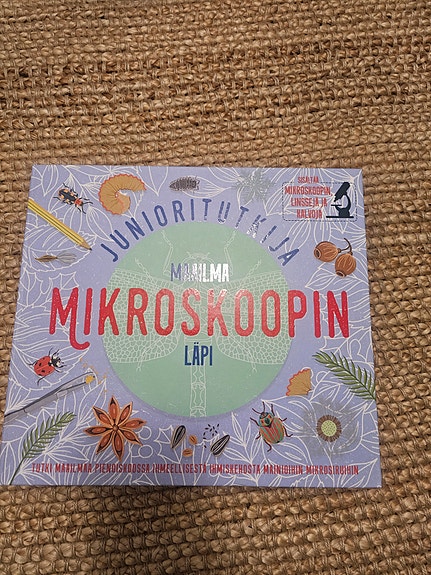 JUNIORITUTKIJA
SISÄLTÄÄ
MIKROSKOOPIN,
LINSSEJÄ JA
KALVOJA
MAAILMA
MIKROSKOOPIN
LÄPI
TUTKI MAAILMAA PIENOISKOOSSA IHMEELLISESTÄ IHMISKEHOSTA MAINIOIHIN MIKROSIRUIHIN